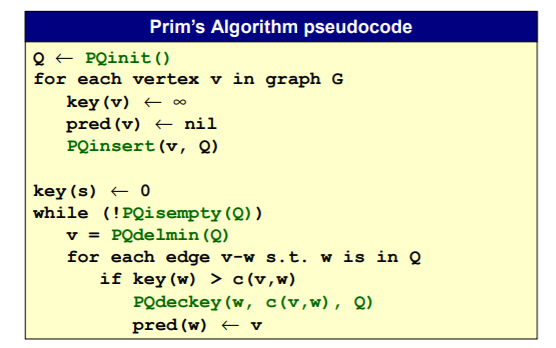 Prim's Algorithm pseudocode
Q ← PQinit()
for each vertex v in graph G
key(v) ← ∞
pred(v) ← nil
PQinsert(v, Q)
key(s) ← 0
while (!PQisempty(Q))
v = PQdelmin(Q)
for each edge v-w s.t. w is in Q
if key(w) > c(v,w)
PQdeckey(w, c(v,w), Q)
pred(w) ← v